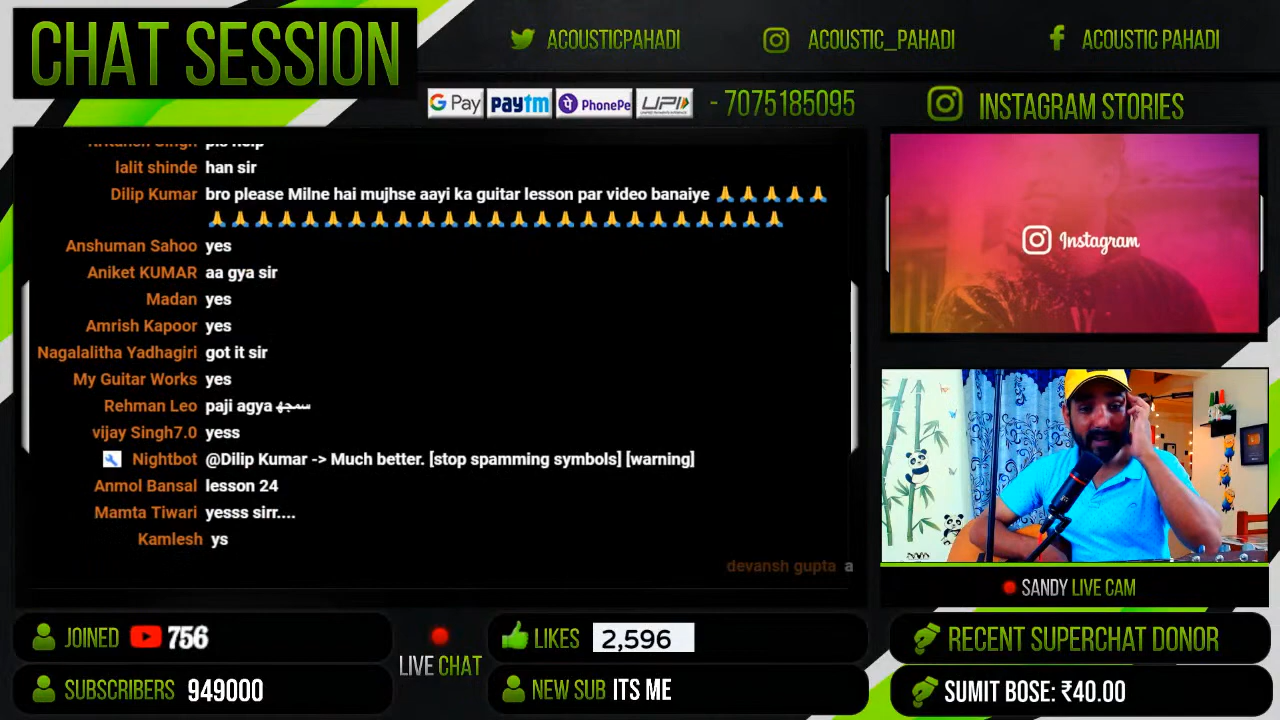 CHAT SESSION
ACOUSTICPAHADI
ACOUSTIC_PAHADI
ACOUSTIC PAHADI
G Pay paytm PhonePe UPI - 7075185095
INSTAGRAM STORIES
lalit shinde han sir
Dilip Kumar bro please Milne hai mujhse aayi ka guitar lesson par video banaiye 🙏 🙏 🙏 🙏 🙏
🙏 🙏 🙏 🙏 🙏 🙏 🙏 🙏 🙏 🙏 🙏 🙏 🙏 🙏 🙏 🙏 🙏 🙏 🙏 🙏 🙏 🙏 🙏 🙏 🙏
Anshuman Sahoo yes
Aniket KUMAR aa gya sir
Madan yes
Amrish Kapoor yes
Nagalalitha Yadhagiri got it sir
My Guitar Works yes
Rehman Leo paji agya
vijay Singh7.0 yess
Nightbot @Dilip Kumar -> Much better. [stop spamming symbols] [warning]
Anmol Bansal lesson 24
Mamta Tiwari yesss sirr....
Kamlesh ys
devansh gupta a
Instagram
SANDY LIVE CAM
JOINED 756
SUBSCRIBERS 949000
LIVE CHAT
LIKES 2,596
NEW SUB ITS ME
RECENT SUPERCHAT DONOR
SUMIT BOSE: ₹40.00